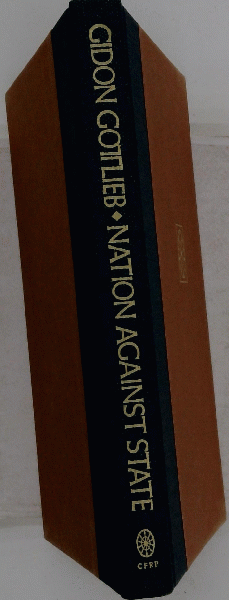 GIDON GOTTLIEB ◆ NATION AGAINST STATE
CFRP